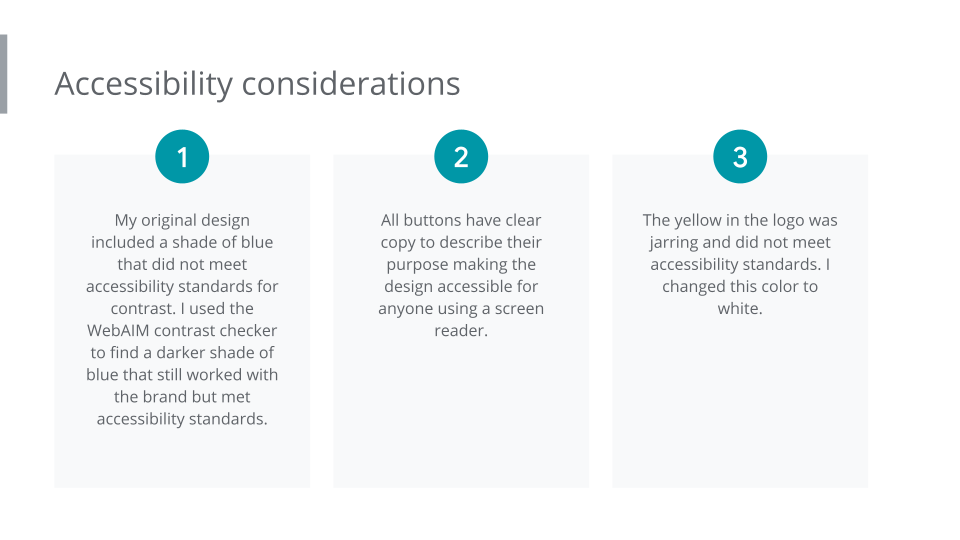 Accessibility considerations
1
My original design
included a shade of blue
that did not meet
accessibility standards for
contrast. I used the
WebAIM contrast checker
to find a darker shade of
blue that still worked with
the brand but met
accessibility standards.
2
All buttons have clear
copy to describe their
purpose making the
design accessible for
anyone using a screen
reader.
3
The yellow in the logo was
jarring and did not meet
accessibility standards. I
changed this color to
white.